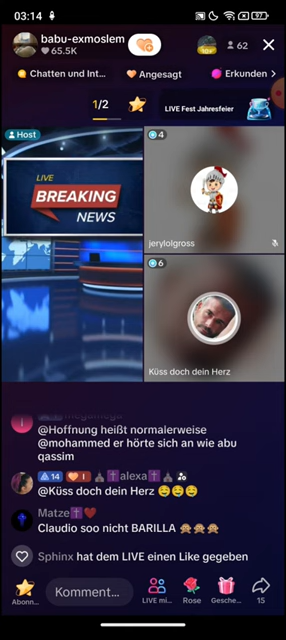 03:14
97
babu-exmoslem
65.5K
62
Chatten und Int...
Angesagt
Erkunden
1/2
LIVE Fest Jahresfeier
Host
4
LIVE
BREAKING
NEWS
jerylolgross
6
Küss doch dein Herz
@Hoffnung heißt normalerweise
@mohammed er hörte sich an wie abu
qassim
14
I
alexa
@Küss doch dein Herz
Matze
Claudio soo nicht BARILLA
Sphinx hat dem LIVE einen Like gegeben
Abonn...
Komment...
LIVE mi...
Rose
Gesche...
15